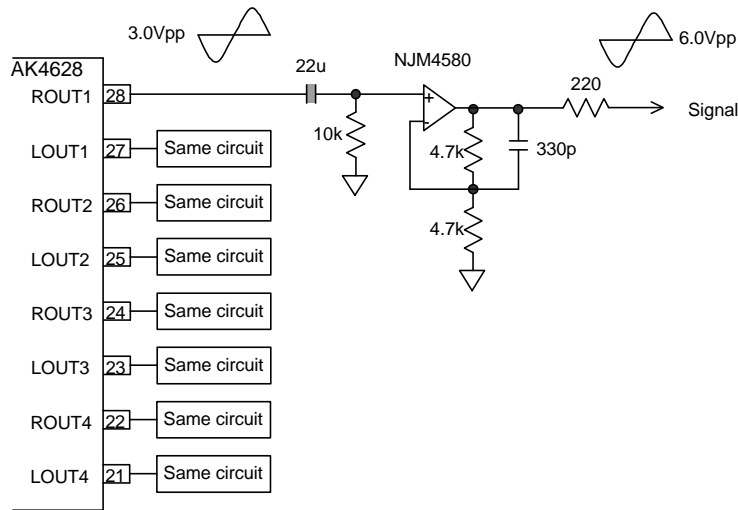 3.0Vpp
6.0Vpp
AK4628
22u
NJM4580
ROUT1 28
+
-
220
Signal
10k
4.7k
330p
LOUT1 27 Same circuit
ROUT2 26 Same circuit
4.7k
LOUT2 25 Same circuit
ROUT3 24 Same circuit
LOUT3 23 Same circuit
ROUT4 22 Same circuit
LOUT4 21 Same circuit